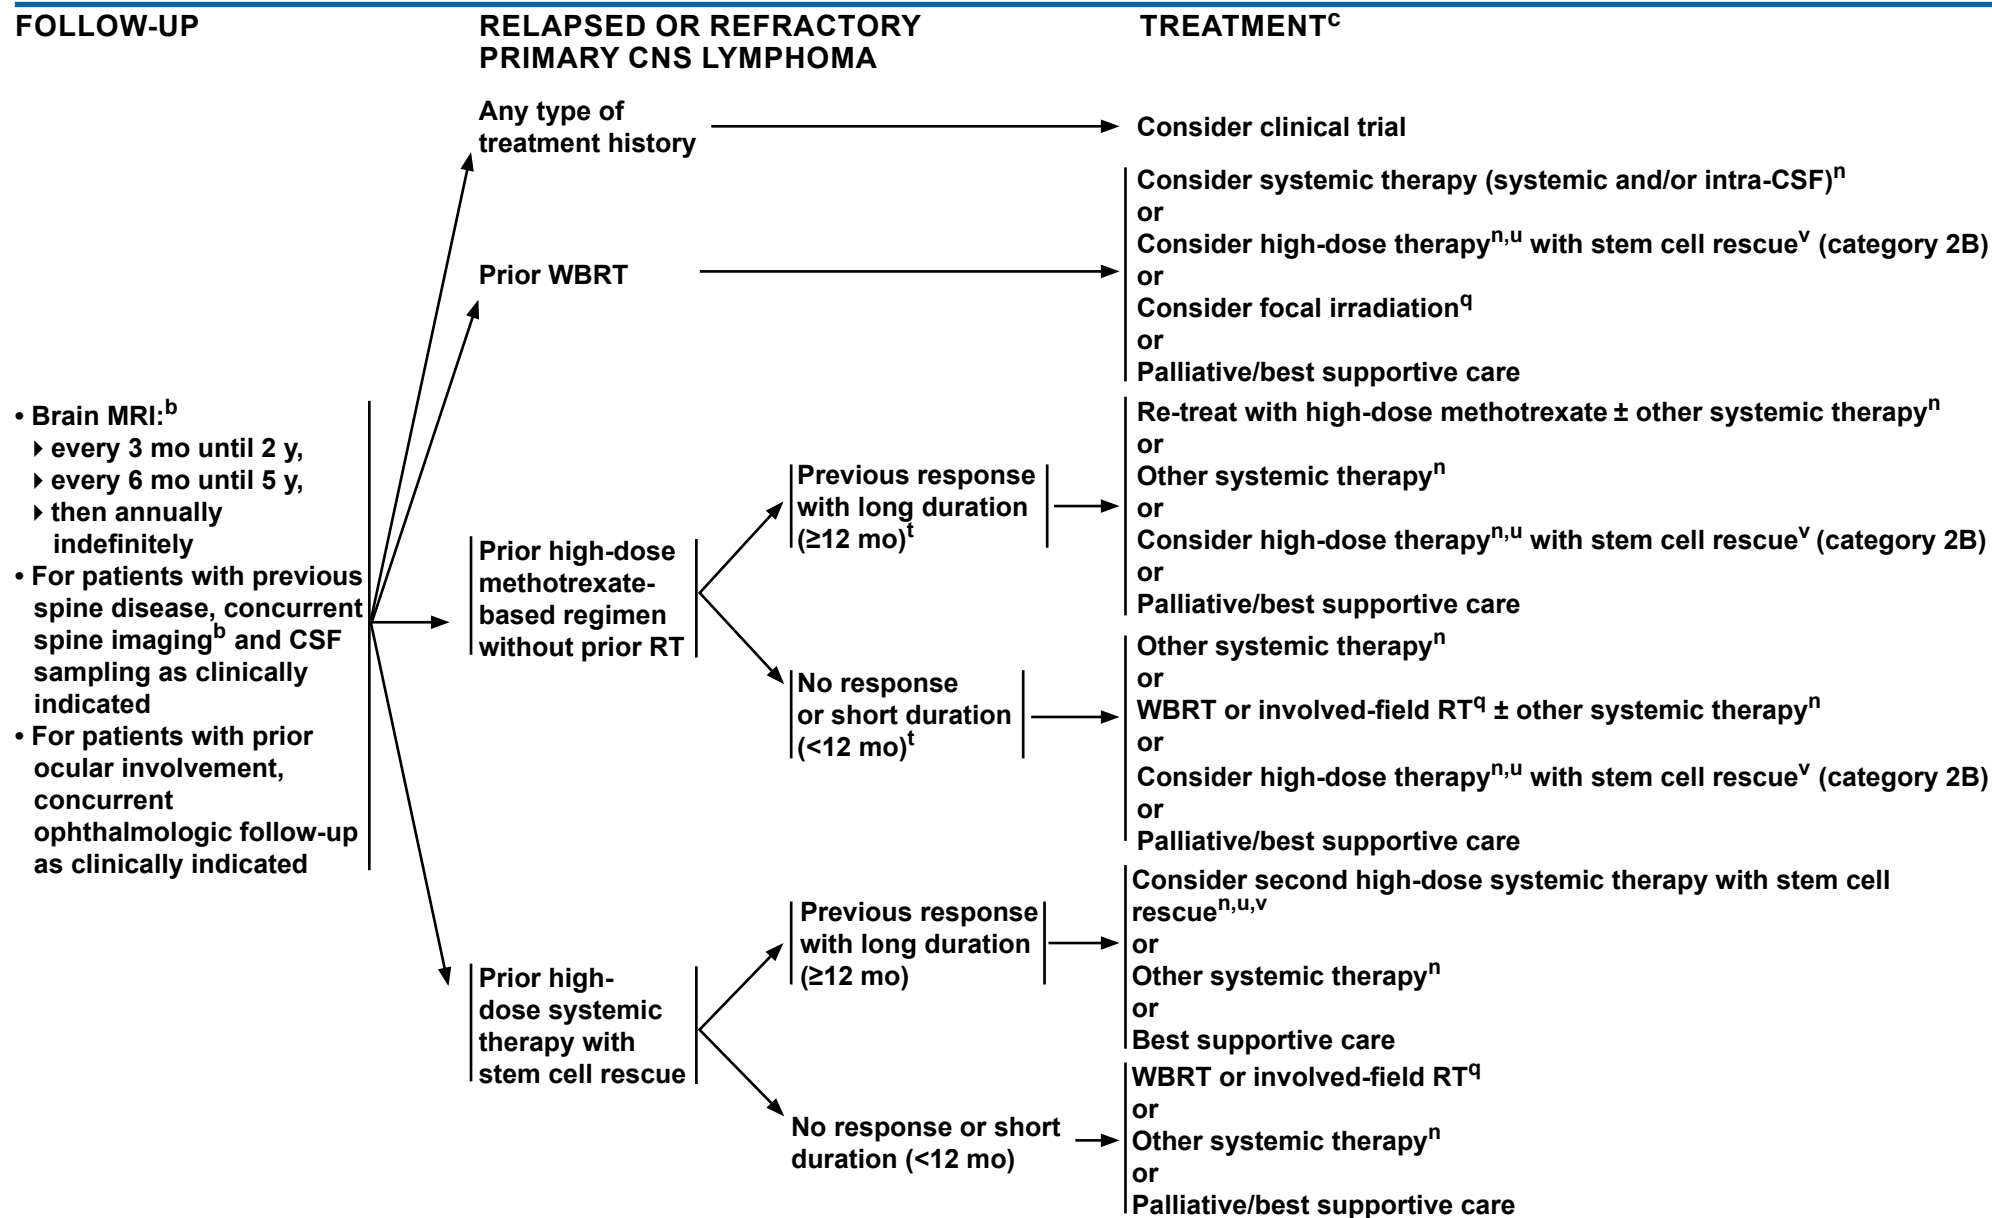 FOLLOW-UP
RELAPSED OR REFRACTORY
PRIMARY CNS LYMPHOMA
TREATMENTc
Any type of
treatment history
Consider clinical trial
Prior WBRT
Consider systemic therapy (systemic and/or intra-CSF)n
or
Consider high-dose therapyn,u with stem cell rescuev (category 2B)
or
Consider focal irradiationq
or
Palliative/best supportive care
• Brain MRI:b
every 3 mo until 2 y,
every 6 mo until 5 y,
then annually
indefinitely
• For patients with previous
spine disease, concurrent
spine imagingb and CSF
sampling as clinically
indicated
• For patients with prior
ocular involvement,
concurrent
ophthalmologic follow-up
as clinically indicated
Prior high-dose
methotrexate-
based regimen
without prior RT
Previous response
with long duration
(≥12 mo)t
Re-treat with high-dose methotrexate ± other systemic therapyn
or
Other systemic therapyn
or
Consider high-dose therapyn,u with stem cell rescuev (category 2B)
or
Palliative/best supportive care
No response
or short duration
(<12 mo)t
Other systemic therapyn
or
WBRT or involved-field RTq ± other systemic therapyn
or
Consider high-dose therapyn,u with stem cell rescuev (category 2B)
or
Palliative/best supportive care
Prior high-
dose systemic
therapy with
stem cell rescue
Previous response
with long duration
(≥12 mo)
Consider second high-dose systemic therapy with stem cell
rescuen,u,v
or
Other systemic therapyn
or
Best supportive care
No response or short
duration (<12 mo)
WBRT or involved-field RTq
or
Other systemic therapyn
or
Palliative/best supportive care